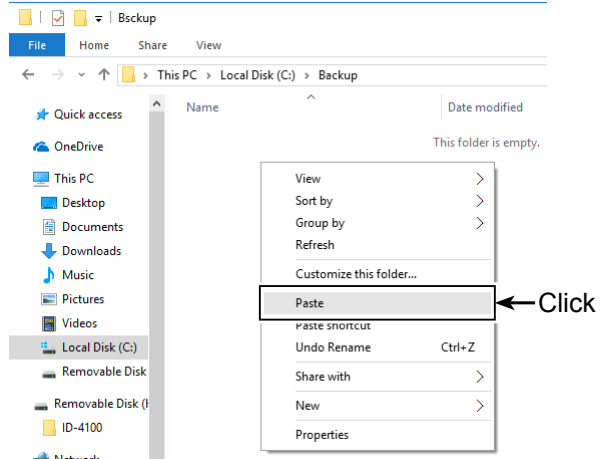 Bsckup
File Home Share View
This PC > Local Disk (C:) > Backup
Name Date modified
Quick access
This folder is empty.
OneDrive
This PC
Desktop
Documents
Downloads
Music
Pictures
Videos
Local Disk (C:)
Removable Disk
Removable Disk (H
ID-4100
Network
View
Sort by
Group by
Refresh
Customize this folder...
Paste
Click
Paste shortcut
Undo Rename Ctrl+Z
Share with
New
Properties